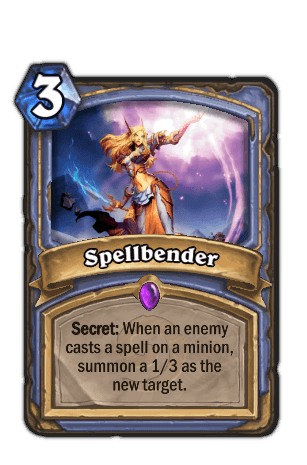 3
Spellbender
Secret: When an enemy
casts a spell on a minion,
summon a 1/3 as the
new target.